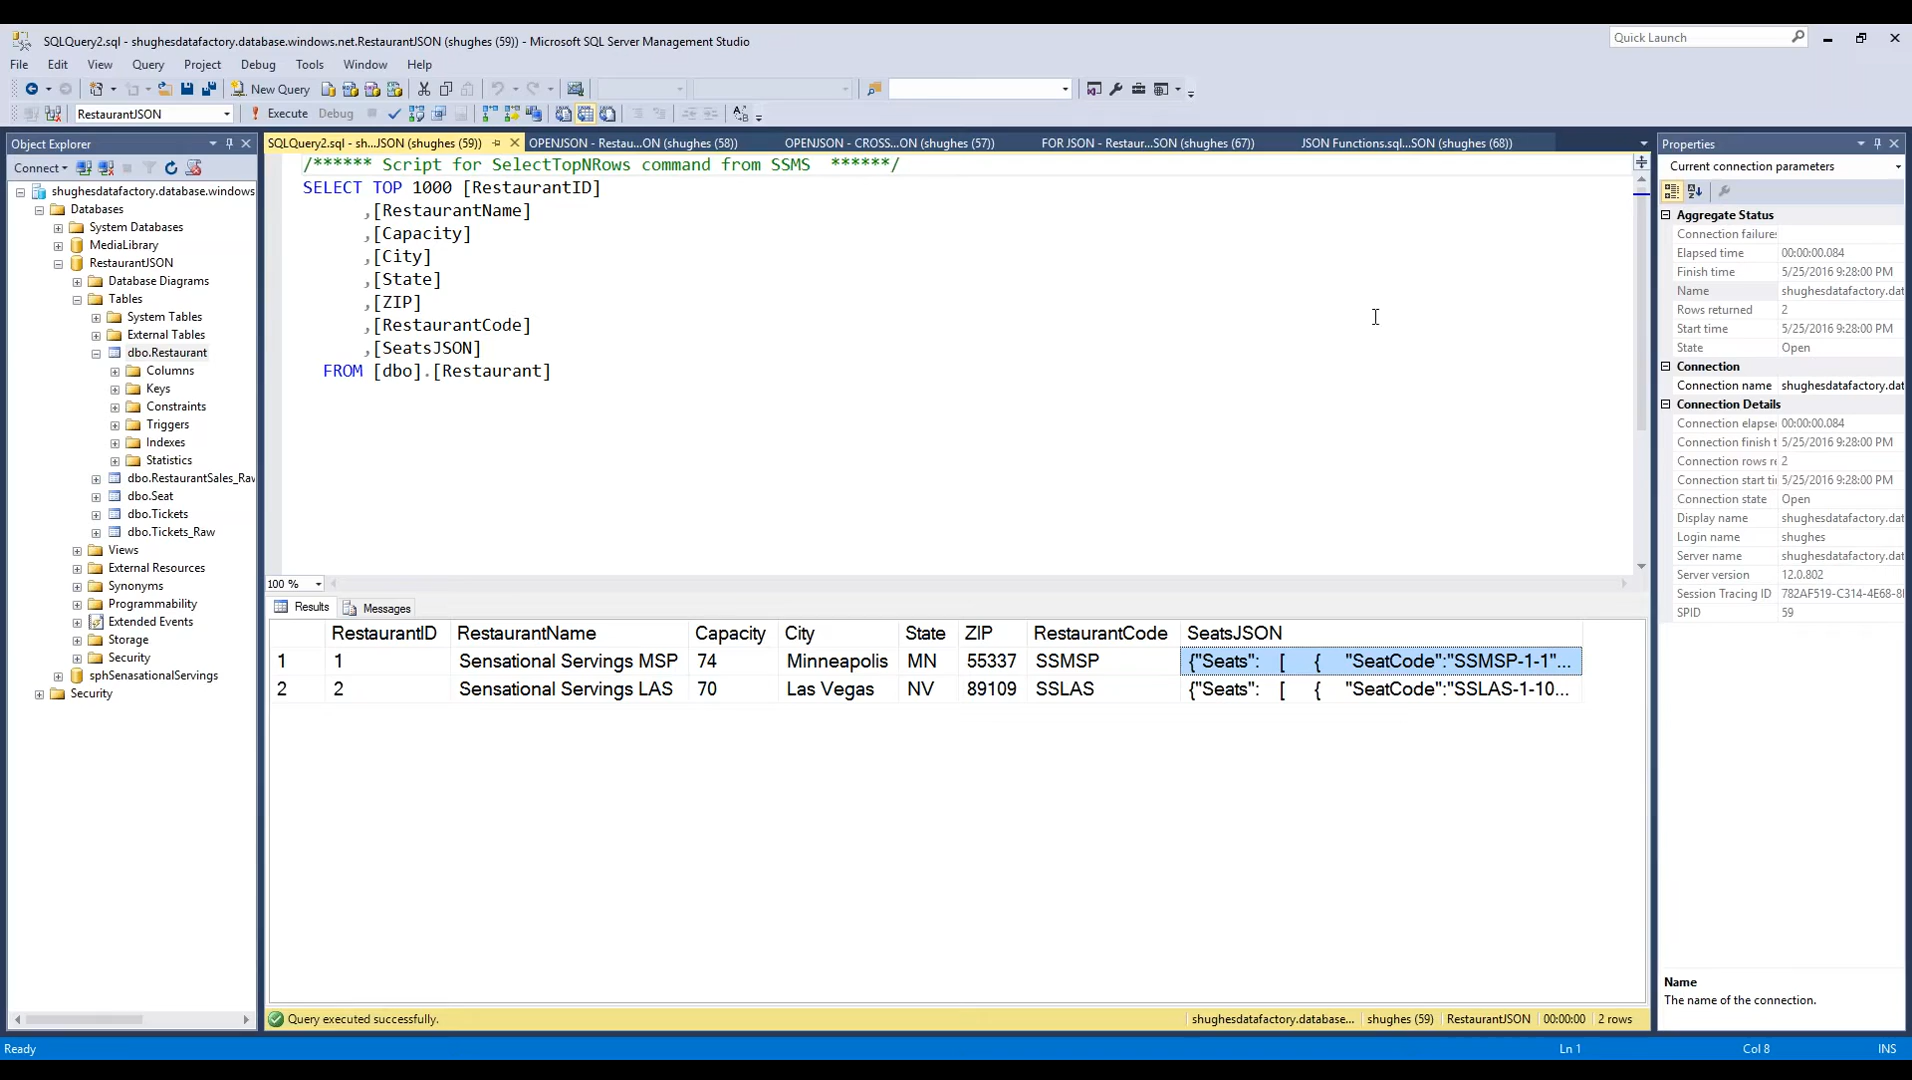 SQLQuery2.sql - shughesdatafactory.database.windows.net.RestaurantJSON (shughes (59)) - Microsoft SQL Server Management Studio
Quick Launch
File Edit View Query Project Debug Tools Window Help
New Query
RestaurantJSON
Execute Debug
Object Explorer
Connect
shughesdatafactory.database.windows
Databases
System Databases
MediaLibrary
RestaurantJSON
Database Diagrams
Tables
System Tables
External Tables
dbo.Restaurant
Columns
Keys
Constraints
Triggers
Indexes
Statistics
dbo.RestaurantSales_Rav
dbo.Seat
dbo.Tickets
dbo.Tickets_Raw
Views
External Resources
Synonyms
Programmability
Extended Events
Storage
Security
sphSenasationalServings
Security
SQLQuery2.sql - sh...JSON (shughes (59)) OPENJSON - Restau...ON (shughes (58)) OPENJSON - CROSS...ON (shughes (57)) FOR JSON - Restaur...SON (shughes (67)) JSON Functions.sql...SON (shughes (68))
/****** Script for SelectTopNRows command from SSMS ******/
SELECT TOP 1000 [RestaurantID]
,[RestaurantName]
,[Capacity]
,[City]
,[State]
,[ZIP]
,[RestaurantCode]
,[SeatsJSON]
FROM [dbo].[Restaurant]
100 %
Results Messages
RestaurantID RestaurantName Capacity City State ZIP RestaurantCode SeatsJSON
1 1 Sensational Servings MSP 74 Minneapolis MN 55337 SSMSP {"Seats": [ { "SeatCode":"SSMSP-1-1"...
2 2 Sensational Servings LAS 70 Las Vegas NV 89109 SSLAS {"Seats": [ { "SeatCode":"SSLAS-1-10...
Query executed successfully. shughesdatafactory.database... shughes (59) RestaurantJSON 00:00:00 2 rows
Properties
Current connection parameters
Aggregate Status
Connection failures
Elapsed time 00:00:00.084
Finish time 5/25/2016 9:28:00 PM
Name shughesdatafactory.dat
Rows returned 2
Start time 5/25/2016 9:28:00 PM
State Open
Connection
Connection name shughesdatafactory.dat
Connection Details
Connection elapse 00:00:00.084
Connection finish t 5/25/2016 9:28:00 PM
Connection rows re 2
Connection start ti 5/25/2016 9:28:00 PM
Connection state Open
Display name shughesdatafactory.dat
Login name shughes
Server name shughesdatafactory.dat
Server version 12.0.802
Session Tracing ID 782AF519-C314-4E68-8
SPID 59
Name
The name of the connection.
Ready Ln 1 Col 8 INS